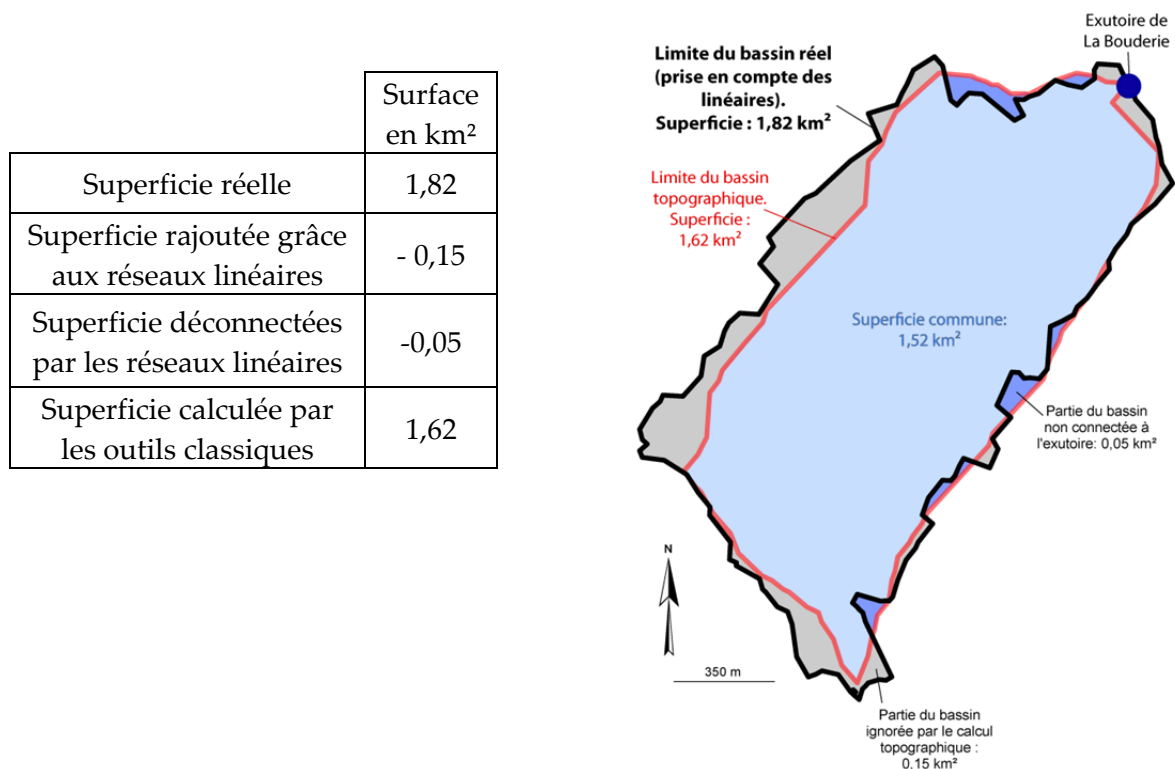 Surface
en km²
Superficie réelle
1,82
Superficie rajoutée grâce
aux réseaux linéaires
- 0,15
Superficie déconnectées
par les réseaux linéaires
-0,05
Superficie calculée par
les outils classiques
1,62
Exutoire de
La Bouderie
Limite du bassin réel
(prise en compte des
linéaires).
Superficie : 1,82 km²
Limite du bassin
topographique.
Superficie :
1,62 km²
Superficie commune:
1,52 km²
Partie du bassin
non connectée à
l'exutoire: 0,05 km²
N
350 m
Partie du bassin
ignorée par le calcul
topographique :
0,15 km²